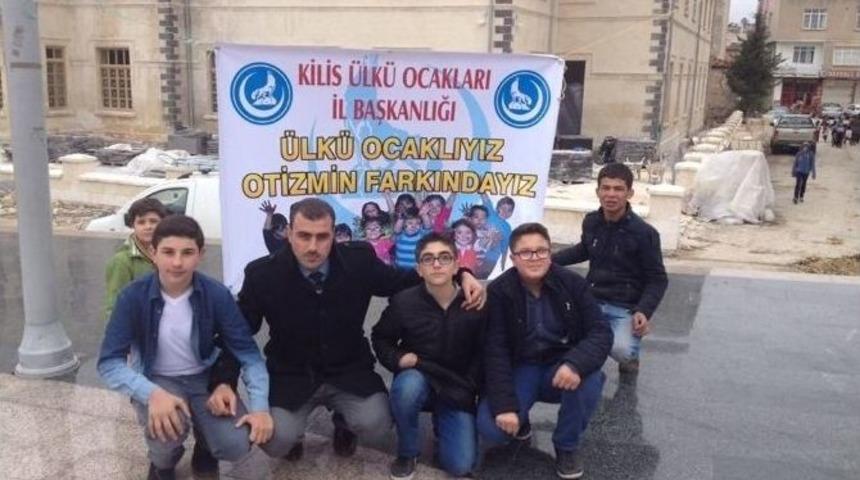 KİLİS ÜLKÜ OCAKLARI
İL BAŞKANLIĞI
ÜLKÜ OCAKLIYIZ
OTİZMİN FARKINDAYIZ